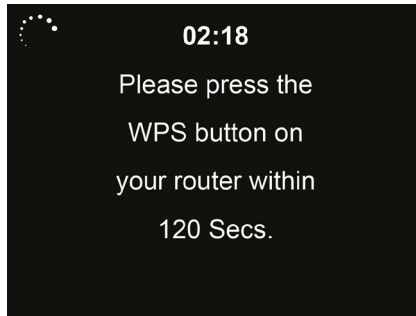 02:18
Please press the
WPS button on
your router within
120 Secs.